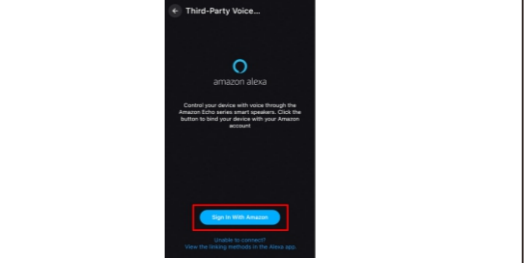 Third-Party Voice...
amazon alexa
Control your device with voice through the
Amazon Echo series smart speakers. Click the
button to bind your device with your Amazon
account
Sign In With Amazon
Unable to connect?
View the linking methods in the Alexa app